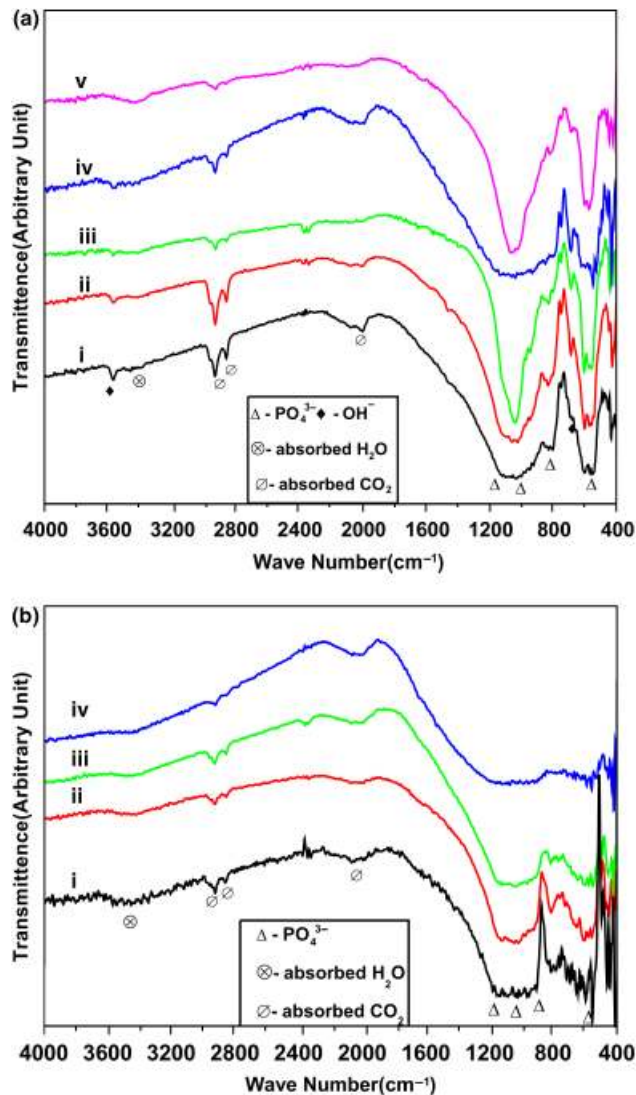 (a)
Transmittence(Arbitrary Unit)
v
iv
iii
ii
i
Δ - PO₄³⁻ ♦ - OH⁻
⊗- absorbed H₂O
∅- absorbed CO₂
4000 3600 3200 2800 2400 2000 1600 1200 800 400
Wave Number(cm⁻¹)
(b)
Transmittence(Arbitrary Unit)
iv
iii
ii
i
Δ - PO₄³⁻
⊗ - absorbed H₂O
∅ - absorbed CO₂
4000 3600 3200 2800 2400 2000 1600 1200 800 400
Wave Number(cm⁻¹)